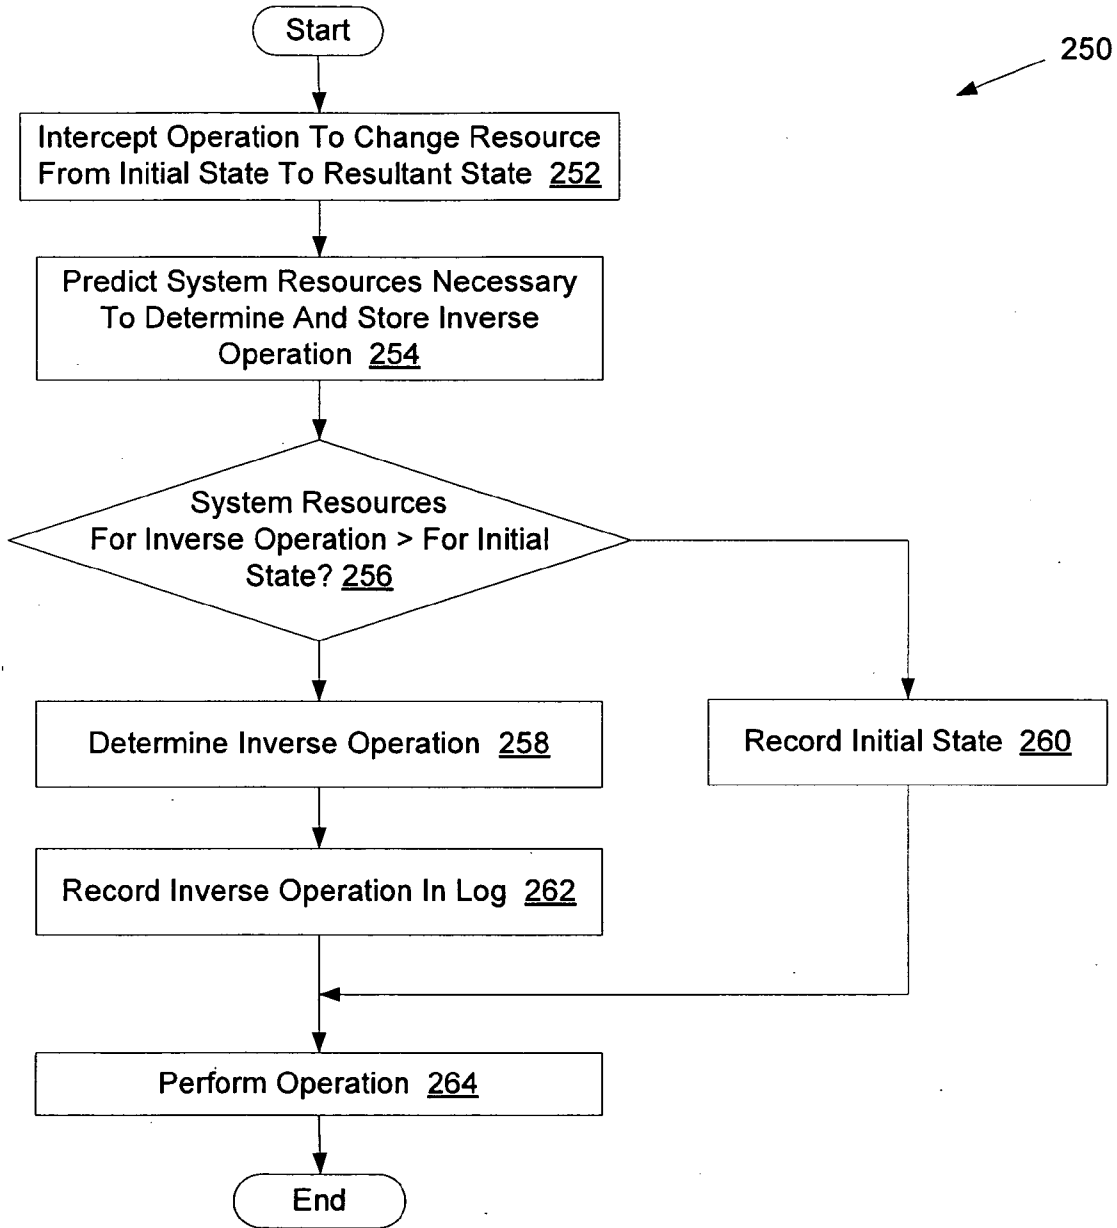 Start
250
Intercept Operation To Change Resource
From Initial State To Resultant State 252
Predict System Resources Necessary
To Determine And Store Inverse
Operation 254
System Resources
For Inverse Operation > For Initial
State? 256
Determine Inverse Operation 258
Record Initial State 260
Record Inverse Operation In Log 262
Perform Operation 264
End